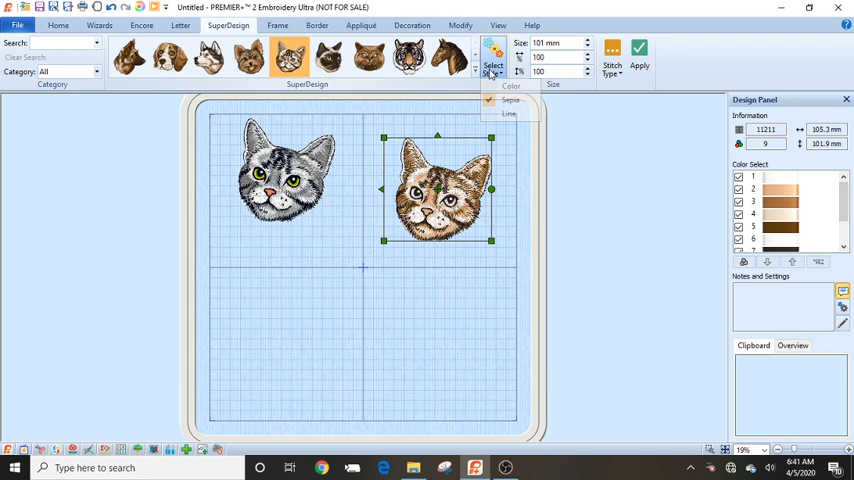 Untitled - PREMIER+™ 2 Embroidery Ultra (NOT FOR SALE)
File Home Wizards Encore Letter SuperDesign Frame Border Appliqué Decoration Modify View Help
Search:
Clear Search
Category: All
Category
SuperDesign
Select
Style
Color
Sepia
Line
Size: 101 mm
% 100
% 100
Size
Stitch
Type
Apply
Design Panel
Information
11211 105.3 mm
9 101.9 mm
Color Select
1
2
3
4
5
6
7
Notes and Settings
Clipart Overview
19%
Type here to search
6:41 AM
4/5/2020